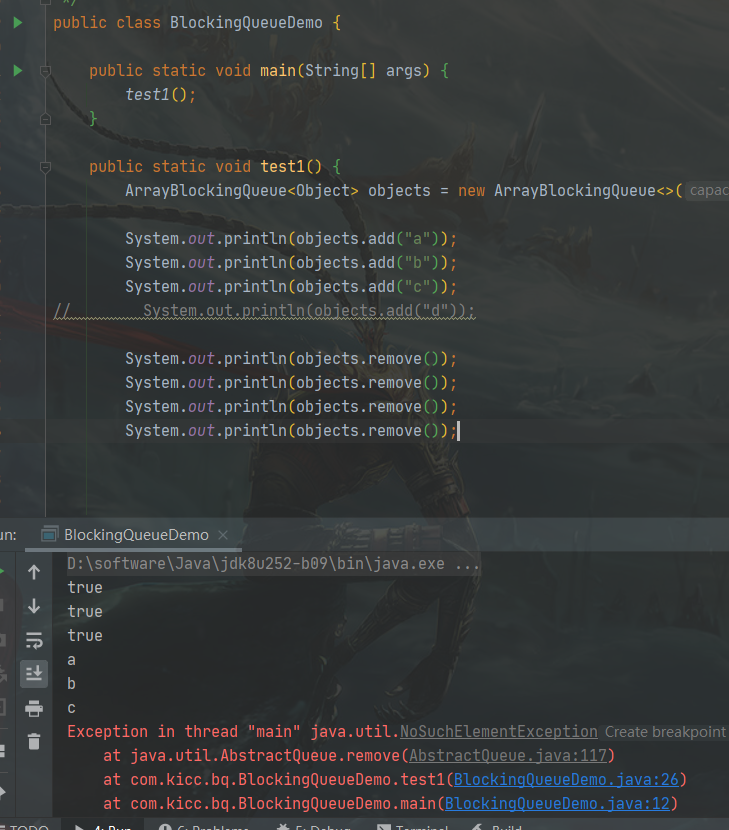 */
public class BlockingQueueDemo {
public static void main(String[] args) {
test1();
}
public static void test1() {
ArrayBlockingQueue<Object> objects = new ArrayBlockingQueue<>( capac
System.out.println(objects.add("a"));
System.out.println(objects.add("b"));
System.out.println(objects.add("c"));
// System.out.println(objects.add("d"));
System.out.println(objects.remove());
System.out.println(objects.remove());
System.out.println(objects.remove());
System.out.println(objects.remove());
un: BlockingQueueDemo ×
D:\software\Java\jdk8u252-b09\bin\java.exe ...
true
true
true
a
b
c
Exception in thread "main" java.util.NoSuchElementException Create breakpoint
at java.util.AbstractQueue.remove(AbstractQueue.java:117)
at com.kicc.bq.BlockingQueueDemo.test1(BlockingQueueDemo.java:26)
at com.kicc.bq.BlockingQueueDemo.main(BlockingQueueDemo.java:12)
TODO 4: Run 6: Problems 5: Debug Terminal Build